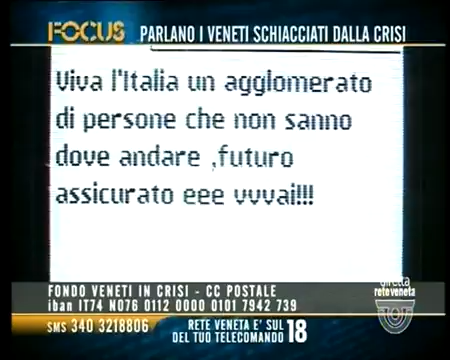 FOCUS PARLANO I VENETI SCHIACCIATI DALLA CRISI
Viva l'Italia un agglomerato
di persone che non sanno
dove andare ,futuro
assicurato eee vvvai!!!
diretta
reteveneta
FONDO VENETI IN CRISI - CC POSTALE
iban IT74 N076 0112 0000 0101 7942 739
SMS 340 3218806
RETE VENETA E' SUL
DEL TUO TELECOMANDO 18